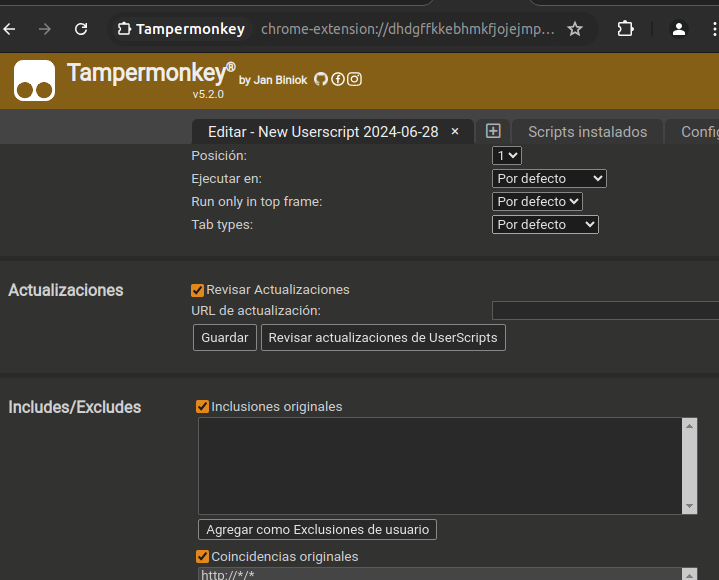 Tampermonkey chrome-extension://dhdgffkkebhmkfjojejmp...
Tampermonkey® by Jan Biniok
v5.2.0
Editar - New Userscript 2024-06-28 × Scripts instalados Config
Posición: 1
Ejecutar en: Por defecto
Run only in top frame: Por defecto
Tab types: Por defecto
Actualizaciones Revisar Actualizaciones
URL de actualización:
Guardar Revisar actualizaciones de UserScripts
Includes/Excludes Inclusiones originales
Agregar como Exclusiones de usuario
Coincidencias originales
http://*/*